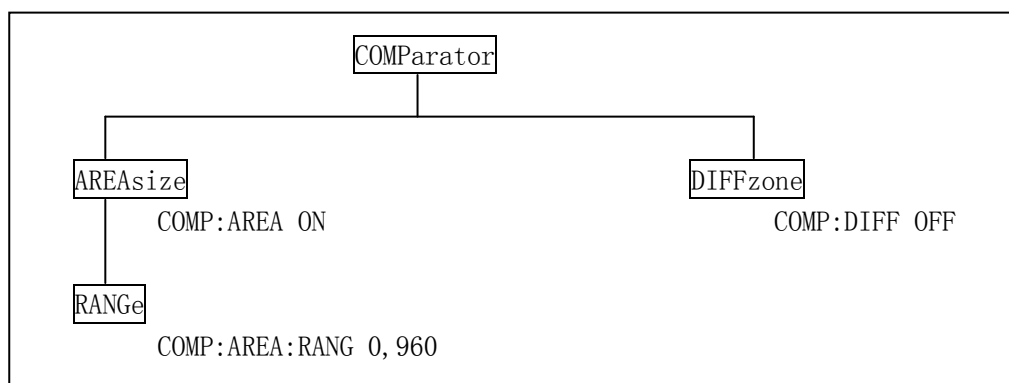 COMParator
AREAsize
DIFFzone
COMP:AREA ON
COMP:DIFF OFF
RANGe
COMP:AREA:RANG 0,960